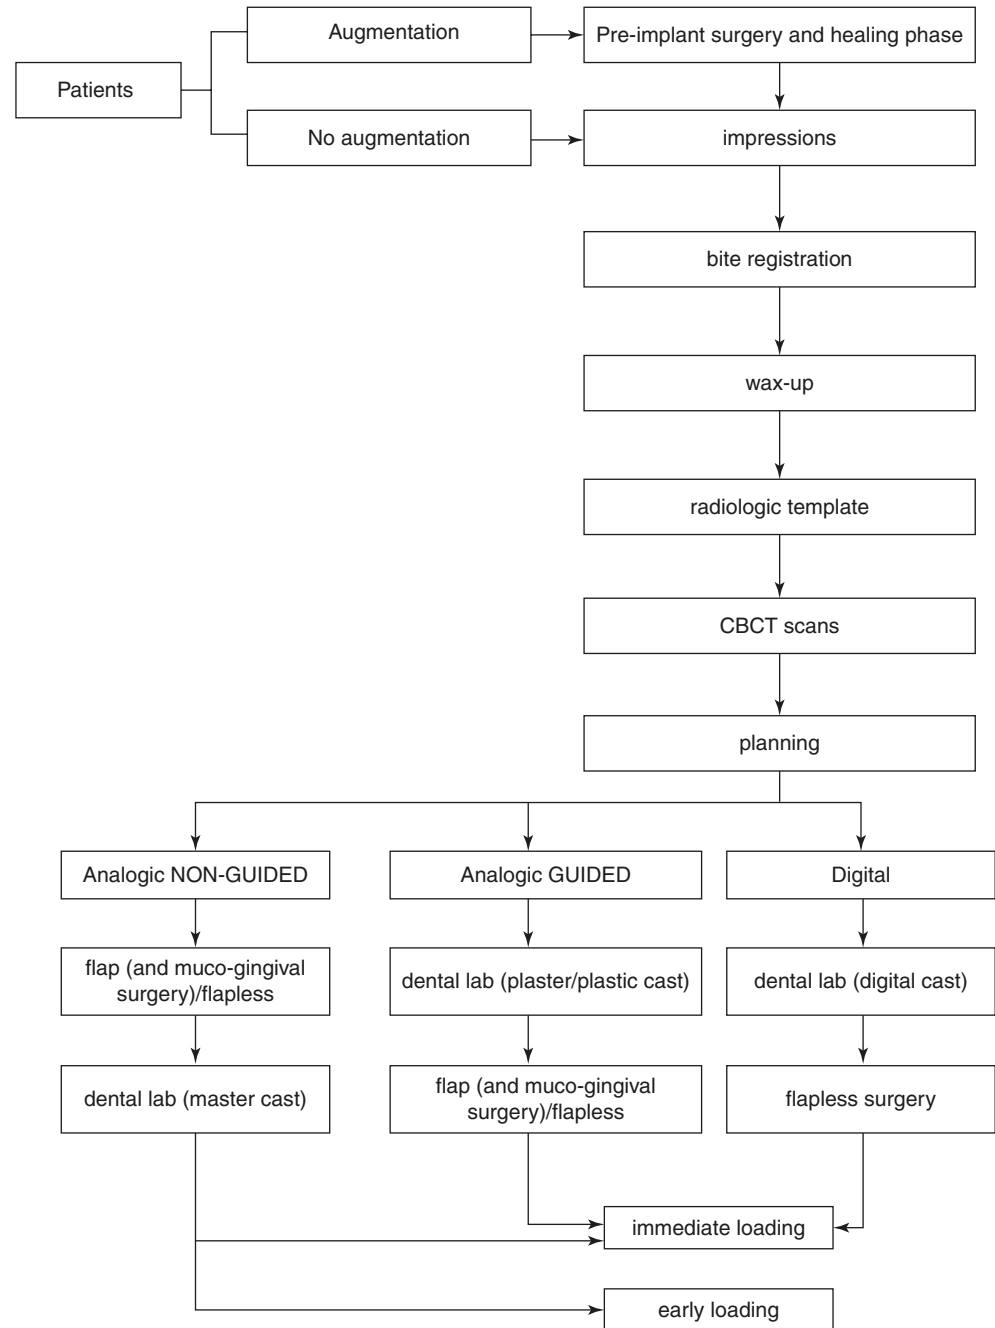 Augmentation
Pre-implant surgery and healing phase
Patients
No augmentation
impressions
bite registration
wax-up
radiologic template
CBCT scans
planning
Analogic NON-GUIDED
Analogic GUIDED
Digital
flap (and muco-gingival
surgery)/flapless
dental lab (plaster/plastic cast)
dental lab (digital cast)
dental lab (master cast)
flap (and muco-gingival
surgery)/flapless
flapless surgery
immediate loading
early loading